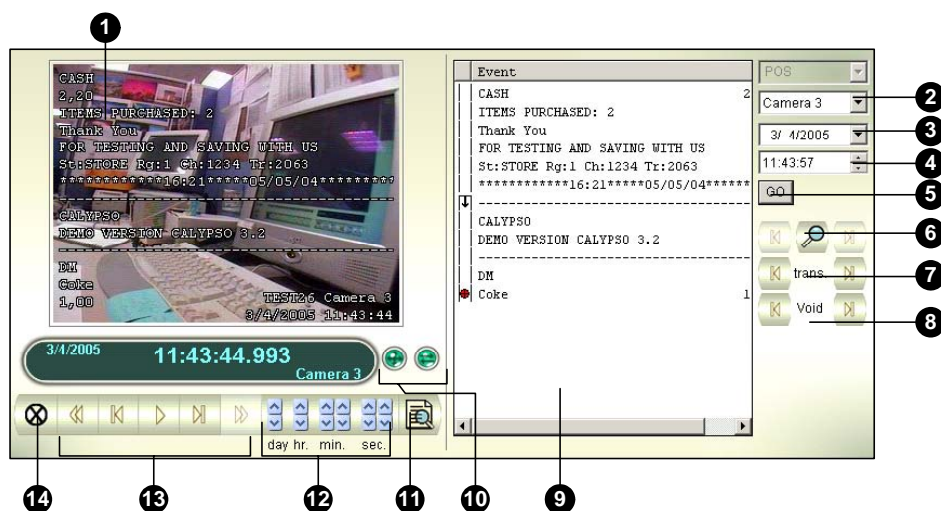 1
CASH
2,20
ITEMS PURCHASED: 2
Thank You
FOR TESTING AND SAVING WITH US
St:STORE Rg:1 Ch:1234 Tr:2063
************16:21*****05/05/04**********
CALYPSO
DEMO VERSION CALYPSO 3.2
DM
Coke
1,00
TEST26 Camera 3
3/4/2005 11:43:44
3/4/2005
11:43:44.993
Camera 3
day hr. min. sec.
Event
CASH 2
ITEMS PURCHASED: 2
Thank You
FOR TESTING AND SAVING WITH US
St:STORE Rg:1 Ch:1234 Tr:2063
************16:21*****05/05/04******
CALYPSO
DEMO VERSION CALYPSO 3.2
DM
Coke 1
POS
Camera 3
3/ 4/2005
11:43:57
GO
trans.
Void
2
3
4
5
6
7
8
14
13
12
11
10
9